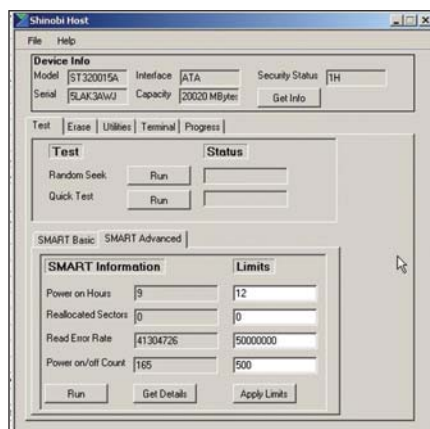 Shinobi Host
File Help
Device Info
Model ST320015A Interface ATA Security Status 1H
Serial 5LAK3AWJ Capacity 20020 MBytes Get Info
Test Erase Utilities Terminal Progress
Test Status
Random Seek Run
Quick Test Run
SMART Basic SMART Advanced
SMART Information Limits
Power on Hours 9 12
Reallocated Sectors 0 0
Read Error Rate 41304726 50000000
Power on/off Count 165 500
Run Get Details Apply Limits